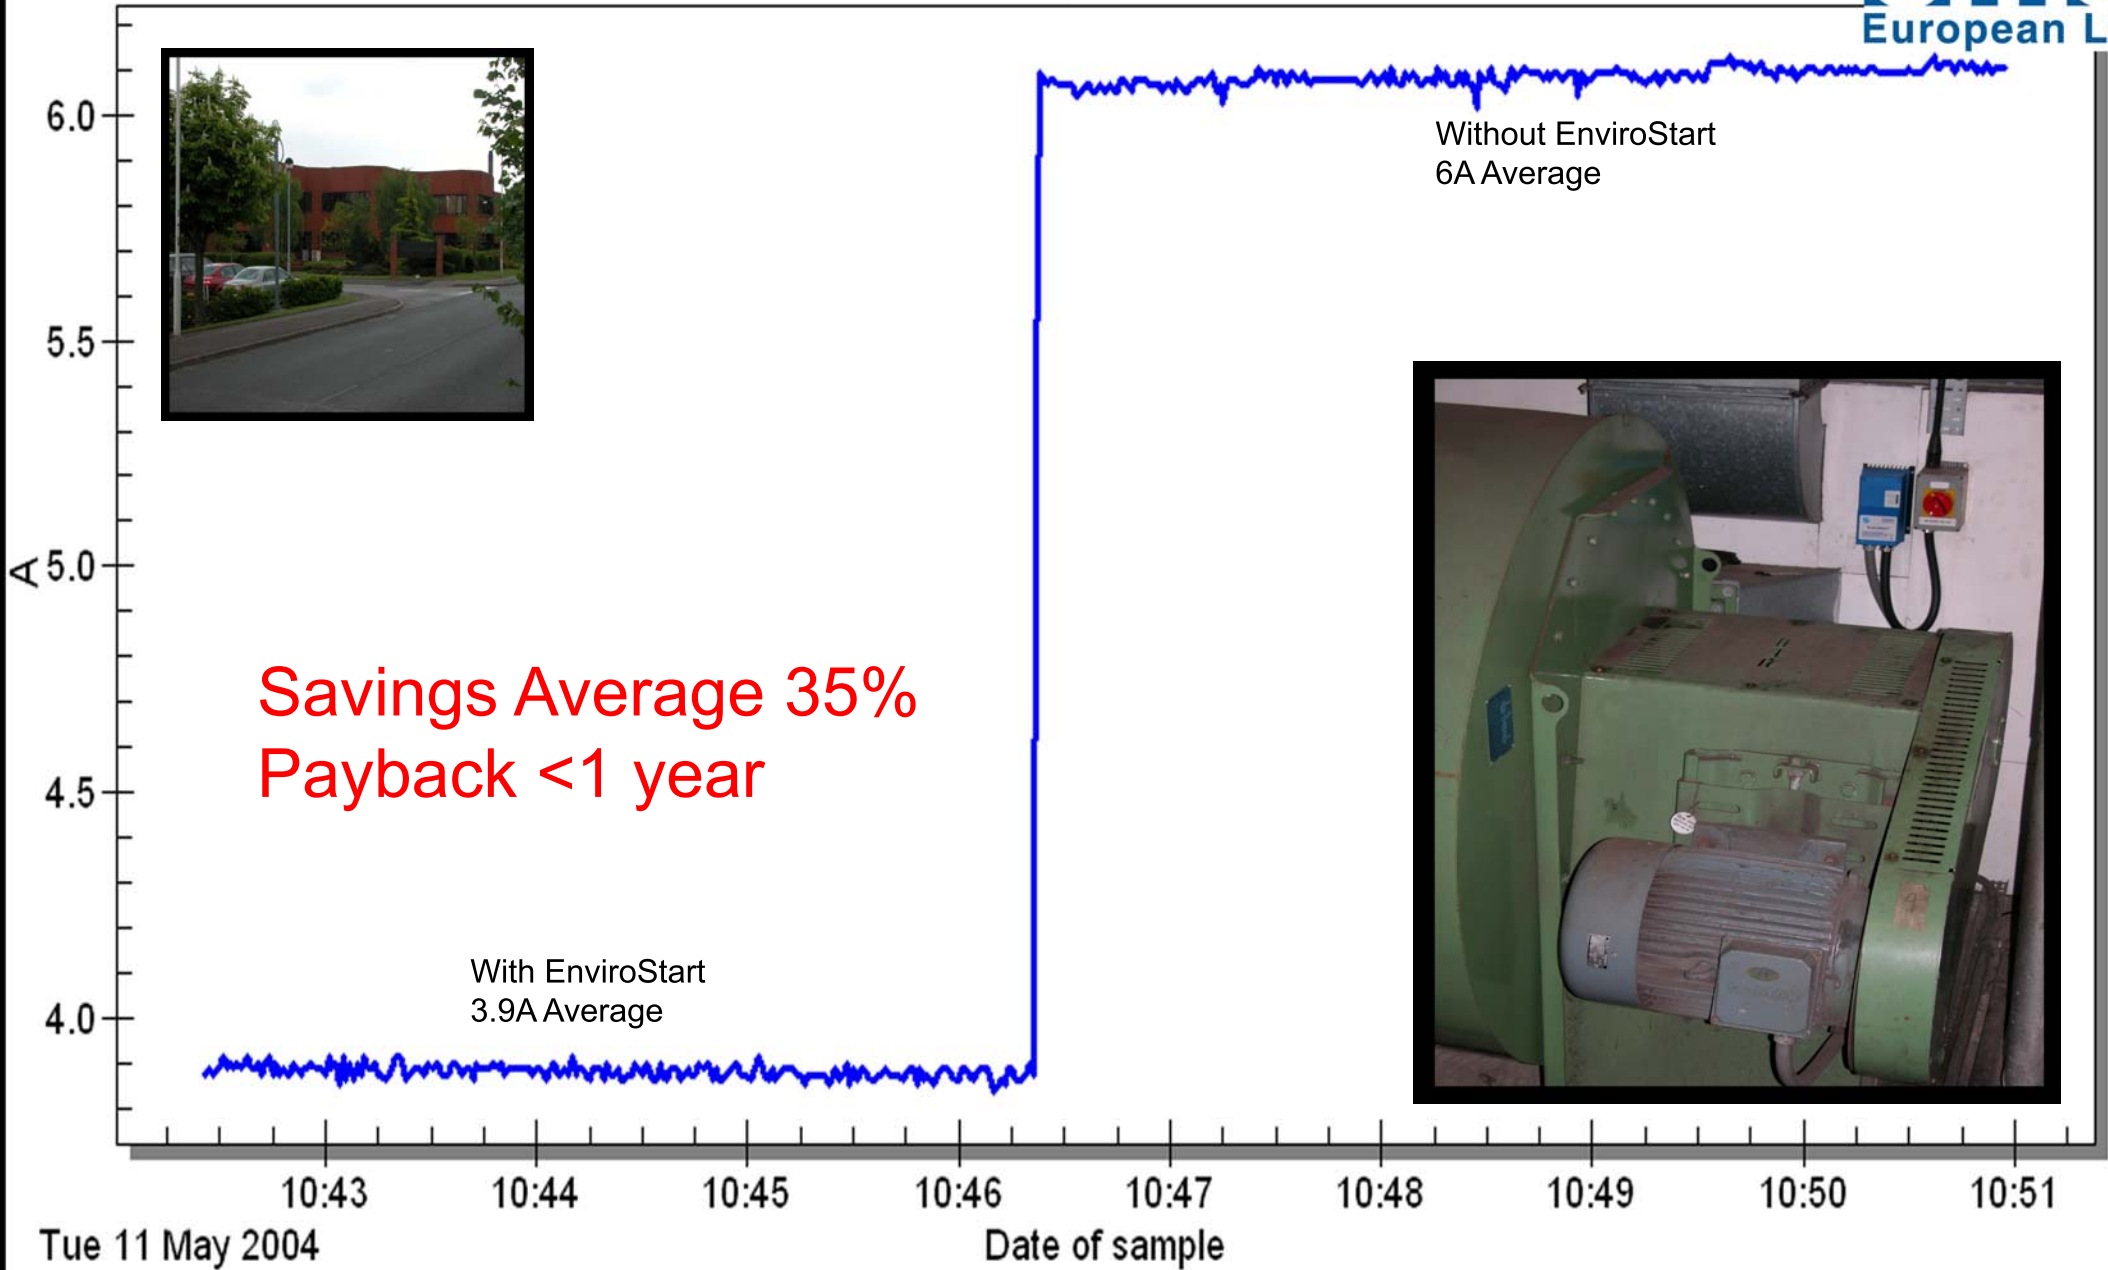 European L
6.0
Without EnviroStart
6A Average
5.5
A
5.0
Savings Average 35%
Payback <1 year
4.5
With EnviroStart
3.9A Average
4.0
10:43 10:44 10:45 10:46 10:47 10:48 10:49 10:50 10:51
Tue 11 May 2004 Date of sample